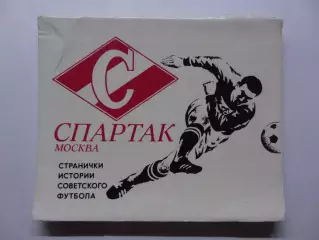 С
СПАРТАК
МОСКВА
СТРАНИЧКИ
ИСТОРИИ
СОВЕТСКОГО
ФУТБОЛА